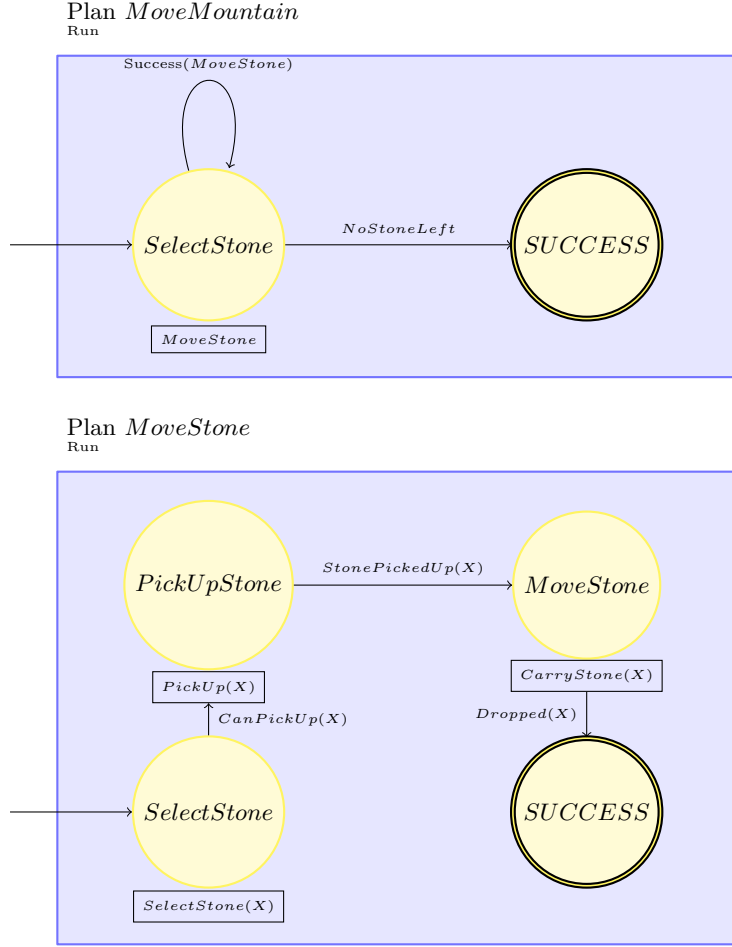 Plan MoveMountain
Run
Success(MoveStone)
SelectStone
NoStoneLeft
SUCCESS
MoveStone
Plan MoveStone
Run
PickUpStone
StonePickedUp(X)
MoveStone
PickUp(X)
CarryStone(X)
CanPickUp(X)
Dropped(X)
SelectStone
SUCCESS
SelectStone(X)